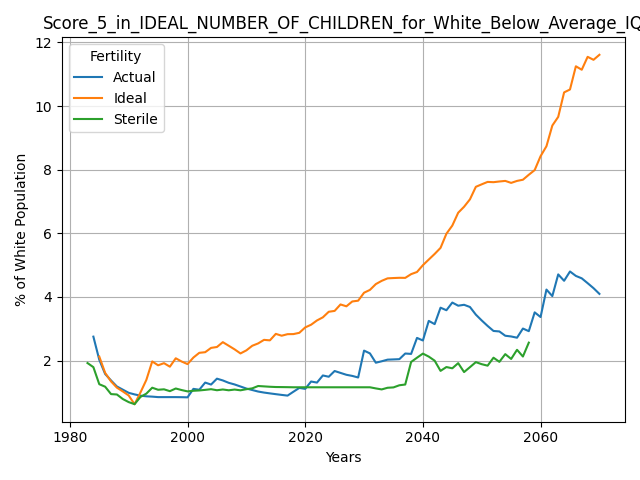 Score_5_in_IDEAL_NUMBER_OF_CHILDREN_for_White_Below_Average_IQ
12
10
8
6
4
2
% of White Population
Fertility
Actual
Ideal
Sterile
1980
2000
2020
2040
2060
Years